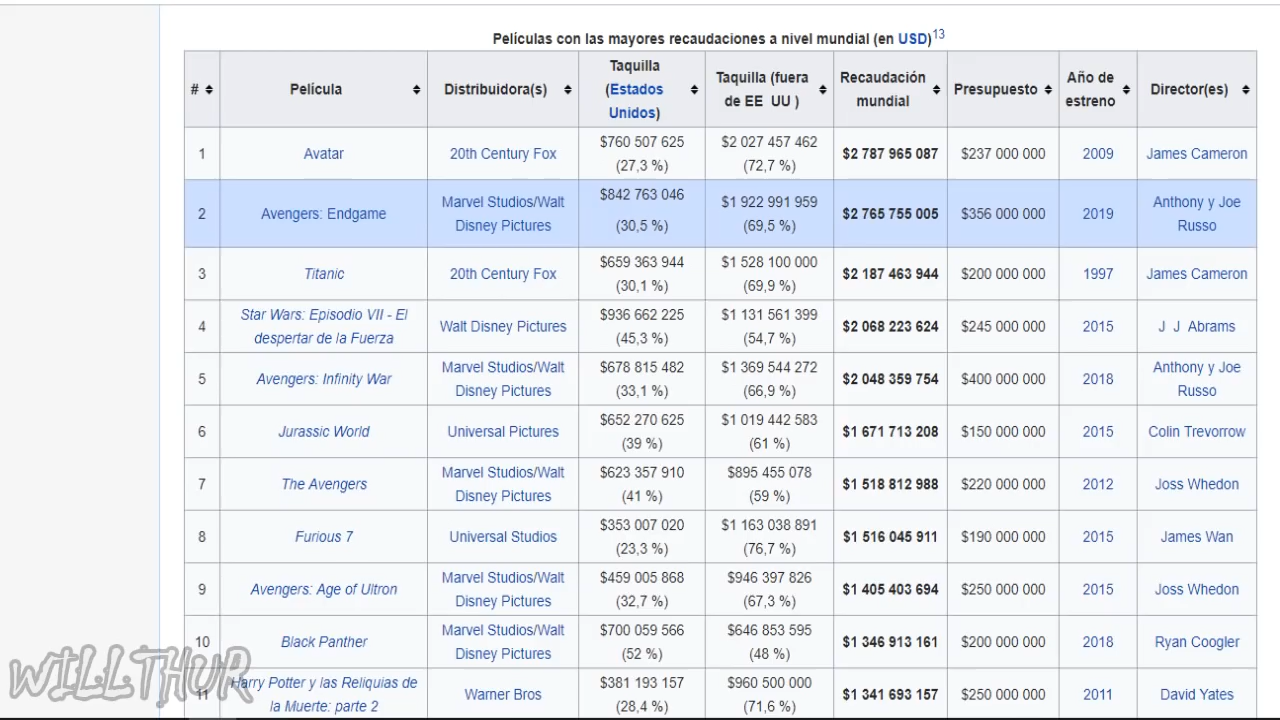 Películas con las mayores recaudaciones a nivel mundial (en USD)13
# Película Distribuidora(s) Taquilla (Estados Unidos) Taquilla (fuera de EE UU ) Recaudación mundial Presupuesto Año de estreno Director(es)
1 Avatar 20th Century Fox $760 507 625 (27,3 %) $2 027 457 462 (72,7 %) $2 787 965 087 $237 000 000 2009 James Cameron
2 Avengers: Endgame Marvel Studios/Walt Disney Pictures $842 763 046 (30,5 %) $1 922 991 959 (69,5 %) $2 765 755 005 $356 000 000 2019 Anthony y Joe Russo
3 Titanic 20th Century Fox $659 363 944 (30,1 %) $1 528 100 000 (69,9 %) $2 187 463 944 $200 000 000 1997 James Cameron
4 Star Wars: Episodio VII - El despertar de la Fuerza Walt Disney Pictures $936 662 225 (45,3 %) $1 131 561 399 (54,7 %) $2 068 223 624 $245 000 000 2015 J J Abrams
5 Avengers: Infinity War Marvel Studios/Walt Disney Pictures $678 815 482 (33,1 %) $1 369 544 272 (66,9 %) $2 048 359 754 $400 000 000 2018 Anthony y Joe Russo
6 Jurassic World Universal Pictures $652 270 625 (39 %) $1 019 442 583 (61 %) $1 671 713 208 $150 000 000 2015 Colin Trevorrow
7 The Avengers Marvel Studios/Walt Disney Pictures $623 357 910 (41 %) $895 455 078 (59 %) $1 518 812 988 $220 000 000 2012 Joss Whedon
8 Furious 7 Universal Studios $353 007 020 (23,3 %) $1 163 038 891 (76,7 %) $1 516 045 911 $190 000 000 2015 James Wan
9 Avengers: Age of Ultron Marvel Studios/Walt Disney Pictures $459 005 868 (32,7 %) $946 397 826 (67,3 %) $1 405 403 694 $250 000 000 2015 Joss Whedon
10 Black Panther Marvel Studios/Walt Disney Pictures $700 059 566 (52 %) $646 853 595 (48 %) $1 346 913 161 $200 000 000 2018 Ryan Coogler
11 Harry Potter y las Reliquias de la Muerte: parte 2 Warner Bros $381 193 157 (28,4 %) $960 500 000 (71,6 %) $1 341 693 157 $250 000 000 2011 David Yates
WILLTHUR